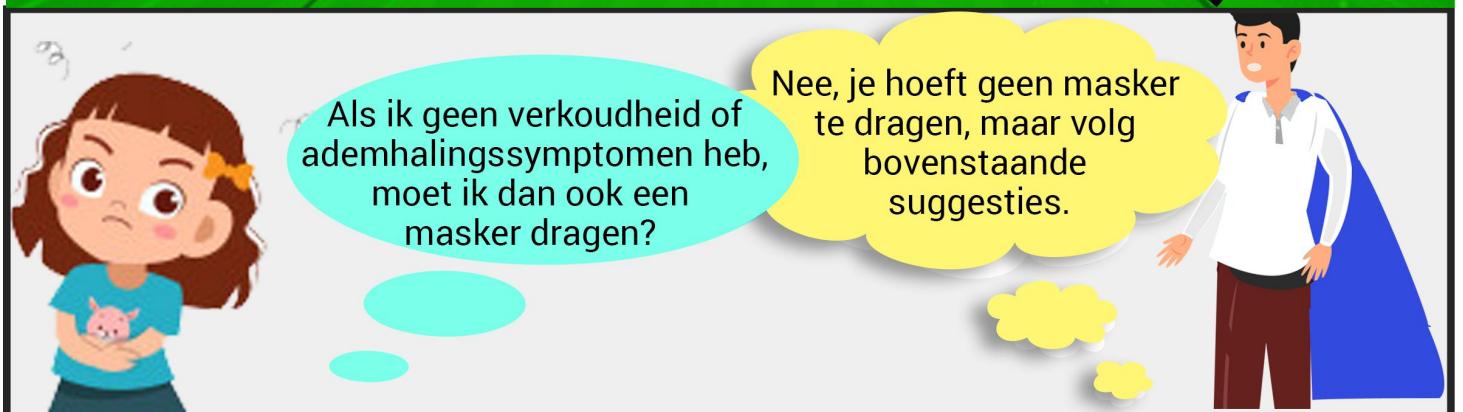 Als ik geen verkoudheid of
ademhalingssymptomen heb,
moet ik dan ook een
masker dragen?
Nee, je hoeft geen masker
te dragen, maar volg
bovenstaande
suggesties.